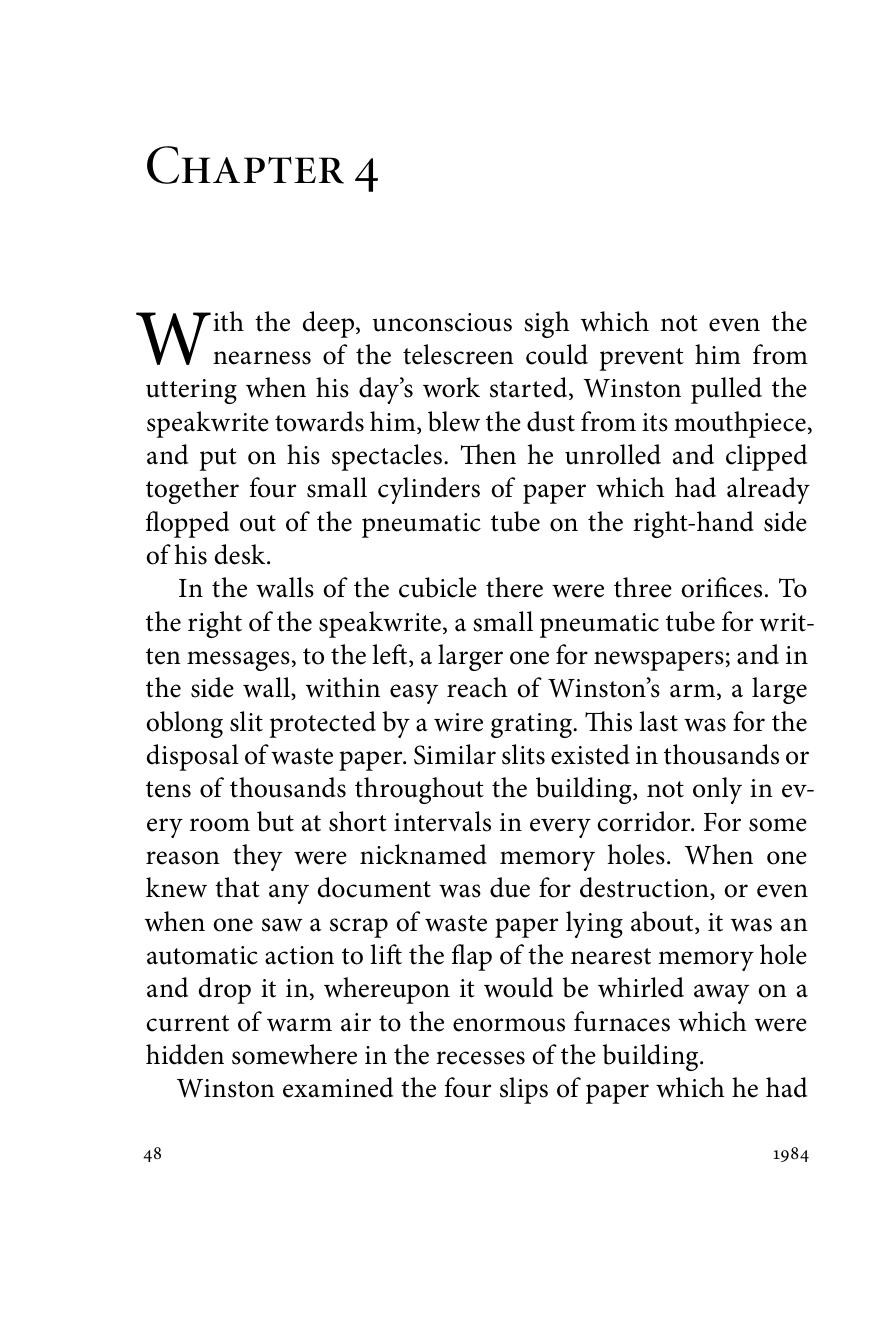 Chapter 4
With the deep, unconscious sigh which not even the
nearness of the telescreen could prevent him from
uttering when his day’s work started, Winston pulled the
speakwrite towards him, blew the dust from its mouthpiece,
and put on his spectacles. Then he unrolled and clipped
together four small cylinders of paper which had already
flopped out of the pneumatic tube on the right-hand side
of his desk.
In the walls of the cubicle there were three orifices. To
the right of the speakwrite, a small pneumatic tube for writ-
ten messages, to the left, a larger one for newspapers; and in
the side wall, within easy reach of Winston’s arm, a large
oblong slit protected by a wire grating. This last was for the
disposal of waste paper. Similar slits existed in thousands or
tens of thousands throughout the building, not only in ev-
ery room but at short intervals in every corridor. For some
reason they were nicknamed memory holes. When one
knew that any document was due for destruction, or even
when one saw a scrap of waste paper lying about, it was an
automatic action to lift the flap of the nearest memory hole
and drop it in, whereupon it would be whirled away on a
current of warm air to the enormous furnaces which were
hidden somewhere in the recesses of the building.
Winston examined the four slips of paper which he had
48 1984